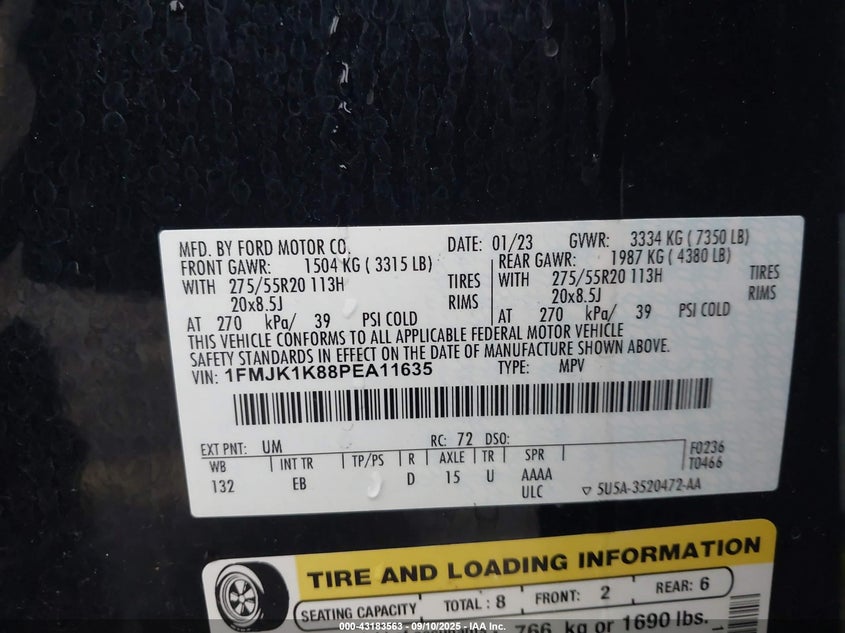 MFD. BY FORD MOTOR CO. DATE: 01/23 GVWR: 3334 KG ( 7350 LB)
FRONT GAWR: 1504 KG ( 3315 LB) REAR GAWR: 1987 KG ( 4380 LB)
WITH 275/55R20 113H TIRES WITH 275/55R20 113H TIRES
20x8.5J RIMS 20x8.5J RIMS
AT 270 kPa/ 39 PSI COLD AT 270 kPa/ 39 PSI COLD
THIS VEHICLE CONFORMS TO ALL APPLICABLE FEDERAL MOTOR VEHICLE
SAFETY STANDARDS IN EFFECT ON THE DATE OF MANUFACTURE SHOWN ABOVE.
VIN: 1FMJK1K88PEA11635 TYPE: MPV
EXT PNT: UM RC: 72 DSO: F0236
WB INT TR TP/PS R AXLE TR SPR T0466
132 EB D 15 U AAAA
ULC 5U5A-3520472-AA
TIRE AND LOADING INFORMATION
SEATING CAPACITY TOTAL : 8 FRONT: 2 REAR: 6
766 kg or 1690 lbs.
000-43183563 - 09/10/2025 - IAA Inc.